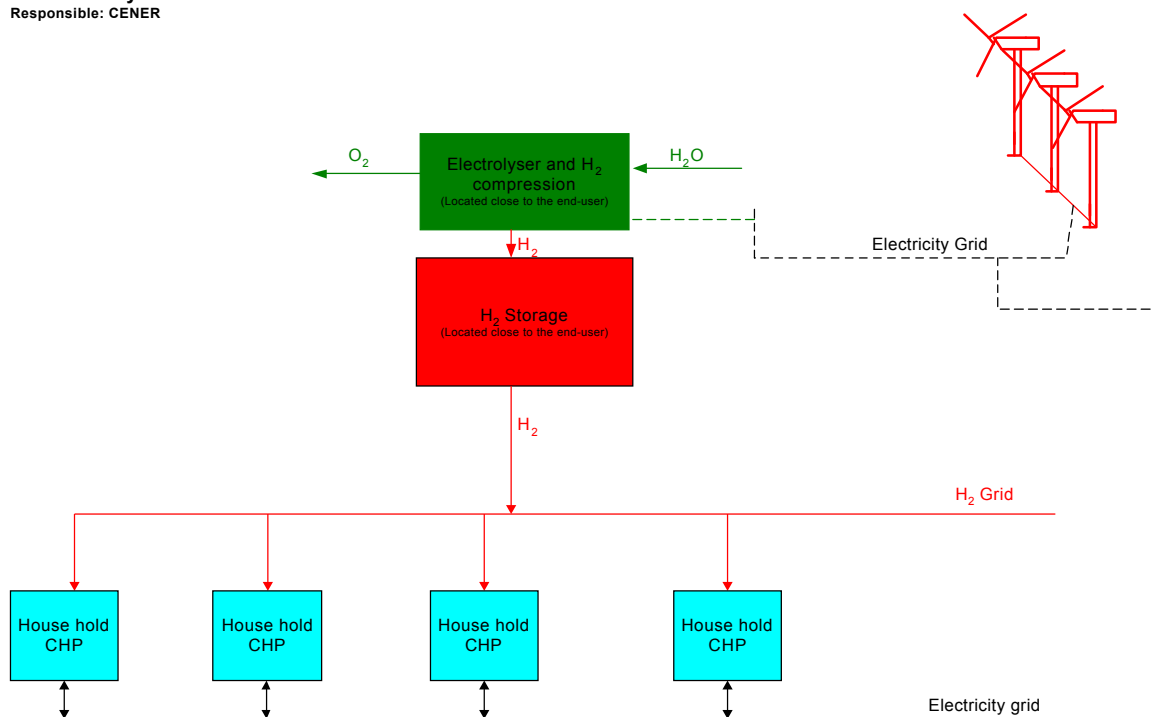 Responsible: CENER
O2
Electrolyser and H2
compression
(Located close to the end-user)
H2O
H2
Electricity Grid
H2 Storage
(Located close to the end-user)
H2
H2 Grid
House hold
CHP
House hold
CHP
House hold
CHP
House hold
CHP
Electricity grid